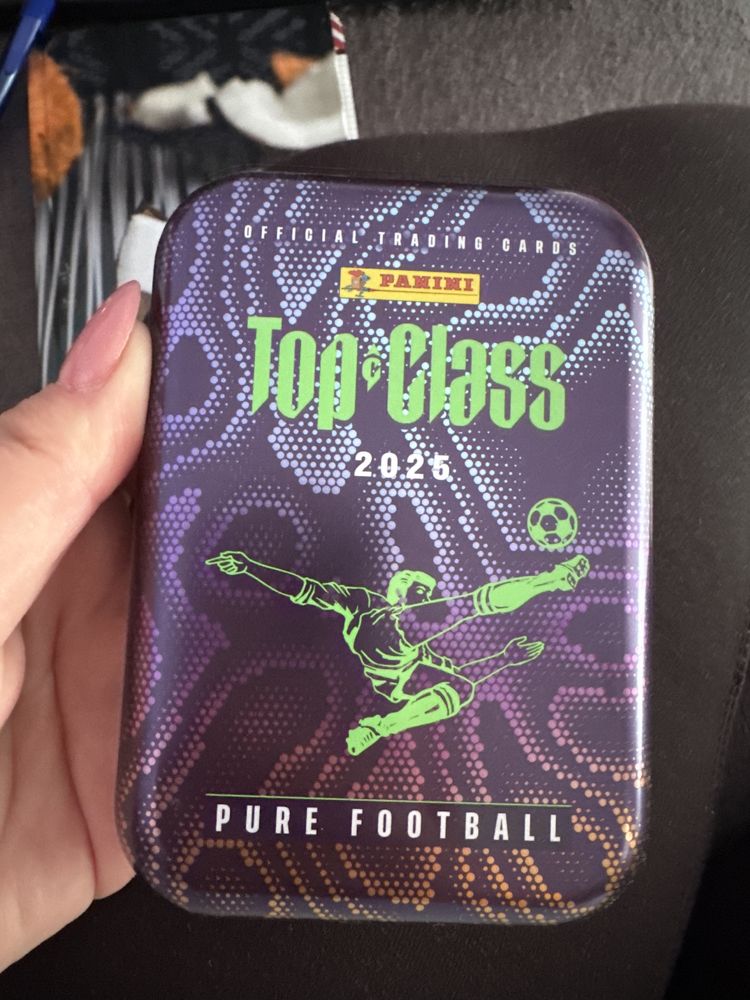 OFFICIAL TRADING CARDS
PANINI
Top Class
2025
PURE FOOTBALL